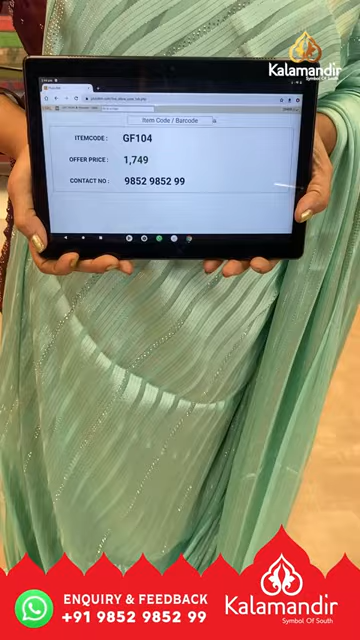 Kalamandir
Symbol Of South
Item Code / Barcode
ITEMCODE : GF104
OFFER PRICE : 1,749
CONTACT NO : 9852 9852 99
ENQUIRY & FEEDBACK
+91 9852 9852 99
Kalamandir
Symbol Of South